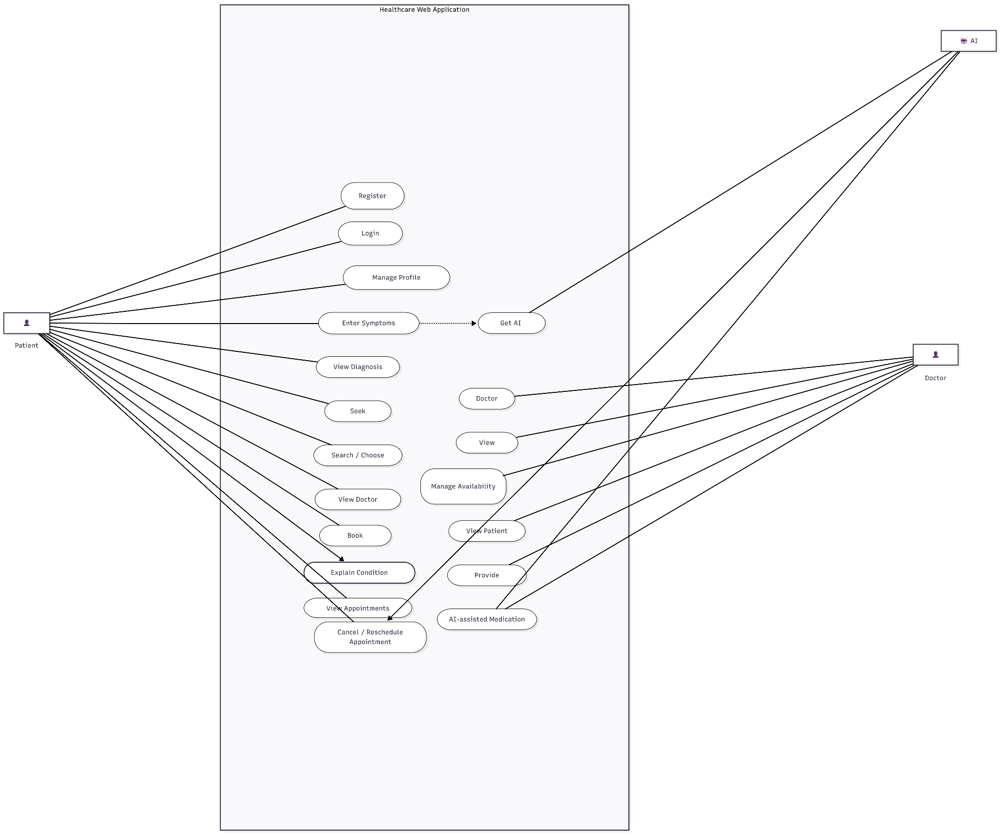 Healthcare Web Application
AI
Register
Login
Manage Profile
Enter Symptoms
Get AI
Patient
View Diagnosis
Doctor
Doctor
Seek
View
Search / Choose
Manage Availability
View Doctor
View Patient
Book
Explain Condition
Provide
View Appointments
AI-assisted Medication
Cancel / Reschedule
Appointment